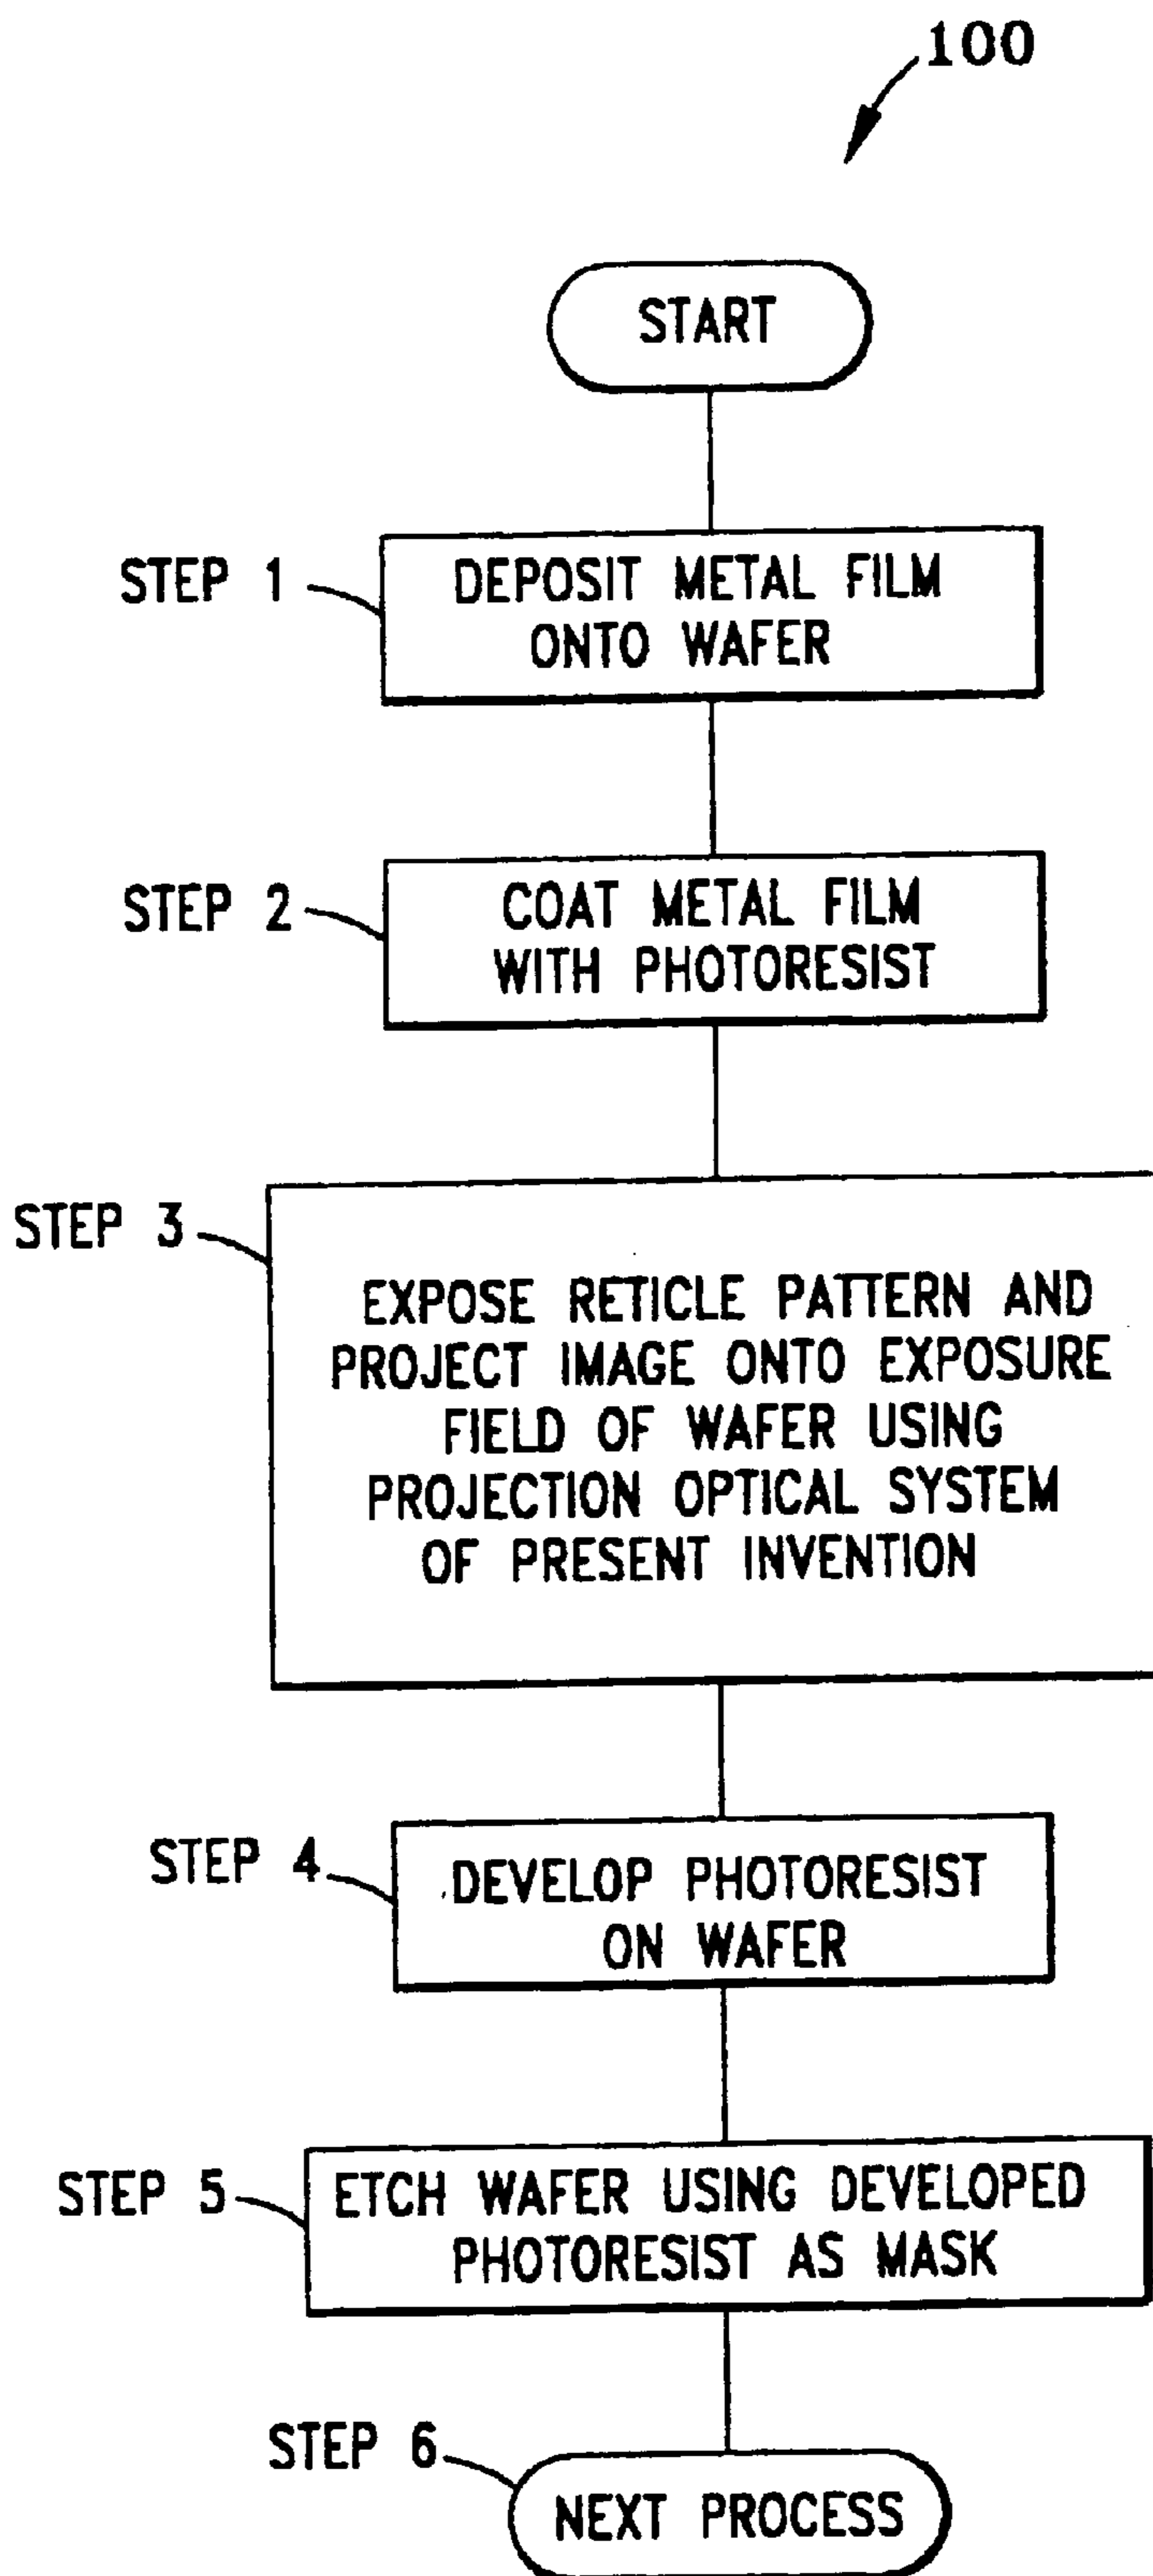 100
START
STEP 1
DEPOSIT METAL FILM
ONTO WAFER
STEP 2
COAT METAL FILM
WITH PHOTORESIST
STEP 3
EXPOSE RETICLE PATTERN AND
PROJECT IMAGE ONTO EXPOSURE
FIELD OF WAFER USING
PROJECTION OPTICAL SYSTEM
OF PRESENT INVENTION
STEP 4
DEVELOP PHOTORESIST
ON WAFER
STEP 5
ETCH WAFER USING DEVELOPED
PHOTORESIST AS MASK
STEP 6
NEXT PROCESS